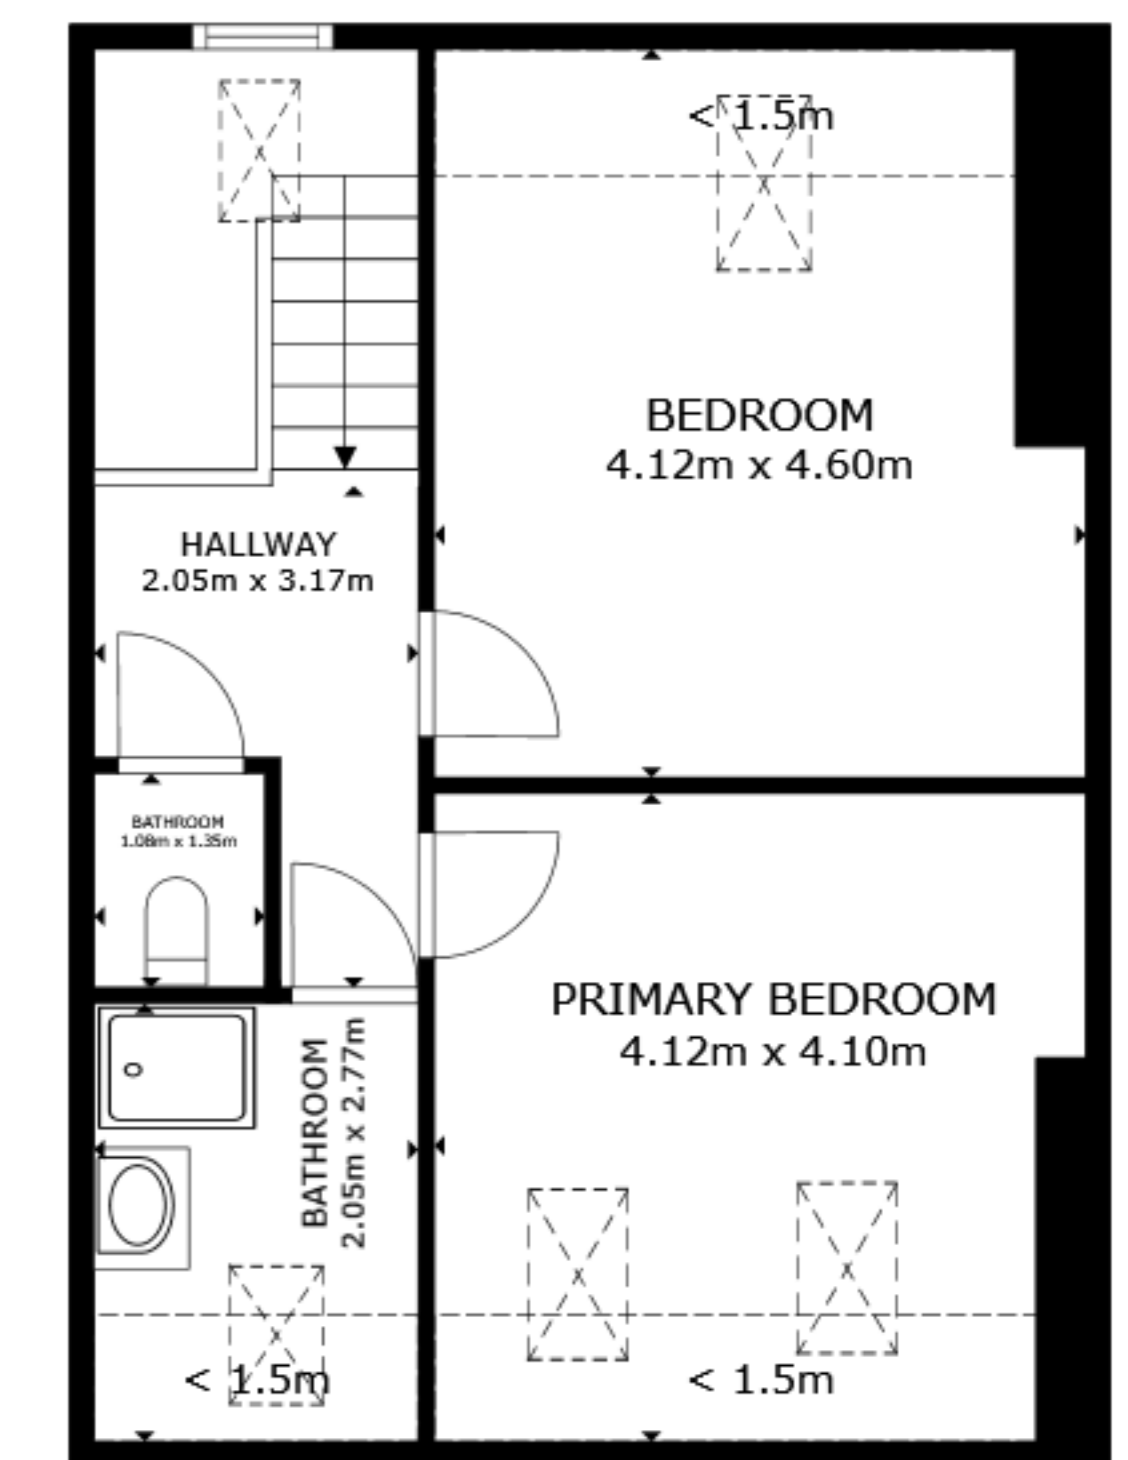 < 1.5m
BEDROOM
4.12m x 4.60m
HALLWAY
2.05m x 3.17m
BATHROOM
1.08m x 1.35m
PRIMARY BEDROOM
4.12m x 4.10m
BATHROOM
2.05m x 2.77m
< 1.5m
< 1.5m